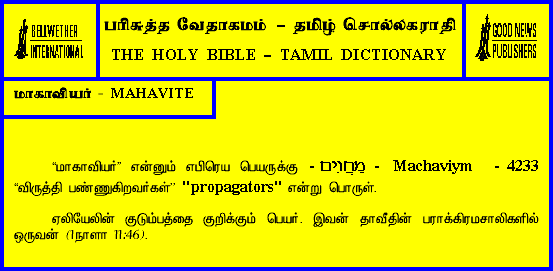 BELLWETHER
INTERNATIONAL
பரிசுத்த வேதாகமம் – தமிழ் சொல்லகராதி
THE HOLY BIBLE – TAMIL DICTIONARY
GOOD NEWS
PUBLISHERS
மாகாவியர் - MAHAVITE
“மாகாவியர்” என்னும் எபிரெய பெயருக்கு - מַחֲוִים - Machaviym - 4233
“விருத்தி பண்ணுகிறவர்கள்” "propagators" என்று பொருள்.
ஏலியேலின் குடும்பத்தை குறிக்கும் பெயர். இவன் தாவீதின் பராக்கிரமசாலிகளில்
ஒருவன் (1நாளா 11:46).